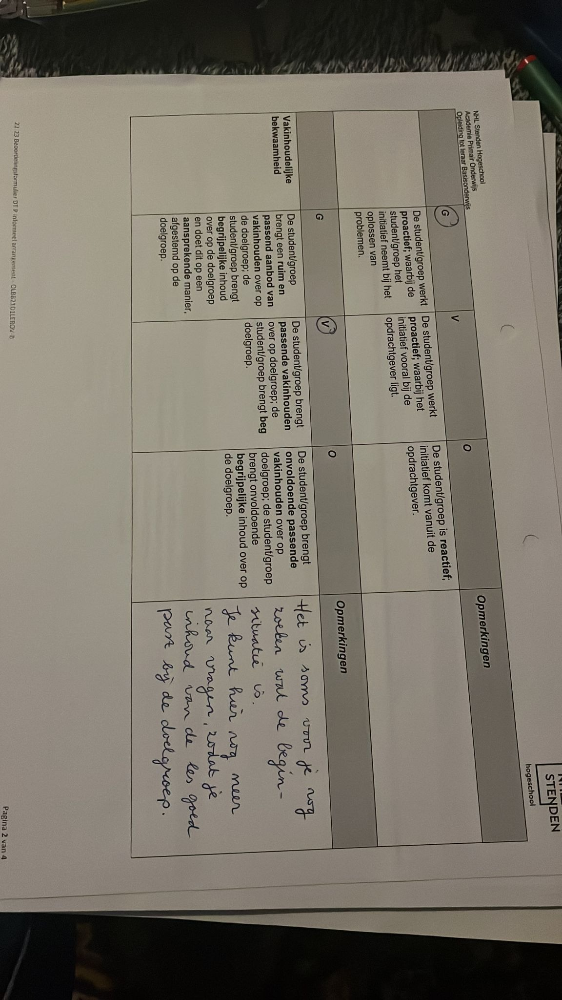 NHL Stenden Hogeschool
Academie Primair Onderwijs
Opleiding tot leraar Basisonderwijs
STENDEN
hogeschool
G
V
O
Opmerkingen
De student/groep werkt
proactief; waarbij de
student/groep het
initiatief neemt bij het
oplossen van
problemen.
De student/groep werkt
proactief; waarbij het
initiatief vooral bij de
opdrachtgever ligt.
De student/groep is reactief;
initiatief komt vanuit de
opdrachtgever.
G
V
O
Opmerkingen
Vakinhoudelijke
bekwaamheid
De student/groep
brengt een ruim en
passend aanbod van
vakinhouden over op
de doelgroep; de
student/groep brengt
begrijpelijke inhoud
over op de doelgroep
en doet dit op een
aansprekende manier,
afgestemd op de
doelgroep.
De student/groep brengt
passende vakinhouden
over op doelgroep; de
student/groep brengt beg
doelgroep.
De student/groep brengt
onvoldoende passende
vakinhouden over op
doelgroep; de student/groep
brengt onvoldoende
begrijpelijke inhoud over op
de doelgroep.
Het is soms voor je nog
zoeken wat de begin-
situatie is.
Je kunt hier nog meer
naar vragen, zodat je
inhoud van de les goed
past bij de doelgroep.
22 23 Beoordelingsformulier DT P informeel arrangement - OLBB21D1LEROV-B
Pagina 2 van 4